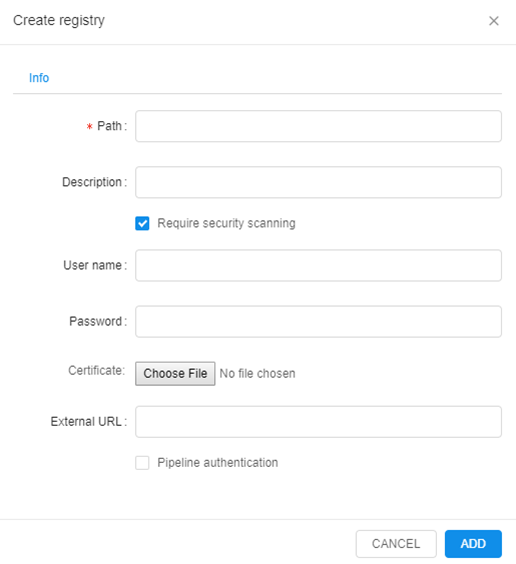 Create registry ×
Info
* Path :
Description :
Require security scanning
User name :
Password :
Certificate: Choose File No file chosen
External URL :
Pipeline authentication
CANCEL ADD